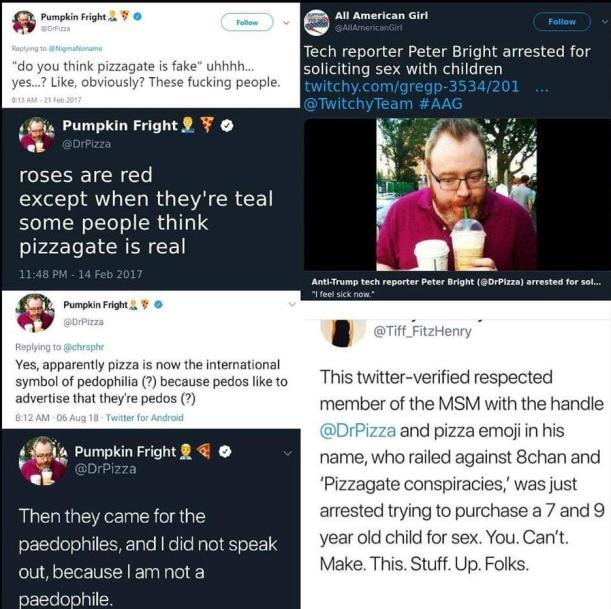 Pumpkin Fright
@DrPizza
Follow
Replying to @NigmaNoname
"do you think pizzagate is fake" uhhhh...
yes...? Like, obviously? These fucking people.
8:13 AM - 21 Feb 2017
Pumpkin Fright
@DrPizza
roses are red
except when they're teal
some people think
pizzagate is real
11:48 PM - 14 Feb 2017
Pumpkin Fright
@DrPizza
Replying to @chrsphr
Yes, apparently pizza is now the international
symbol of pedophilia (?) because pedos like to
advertise that they're pedos (?)
8:12 AM · 06 Aug 18 · Twitter for Android
Pumpkin Fright
@DrPizza
Then they came for the
paedophiles, and I did not speak
out, because I am not a
paedophile.
All American Girl
@AIIAmericanGirI
Follow
Tech reporter Peter Bright arrested for
soliciting sex with children
twitchy.com/gregp-3534/201 ...
@TwitchyTeam #AAG
Anti-Trump tech reporter Peter Bright (@DrPizza) arrested for sol...
"I feel sick now."
@Tiff_FitzHenry
This twitter-verified respected
member of the MSM with the handle
@DrPizza and pizza emoji in his
name, who railed against 8chan and
'Pizzagate conspiracies,' was just
arrested trying to purchase a 7 and 9
year old child for sex. You. Can't.
Make. This. Stuff. Up. Folks.